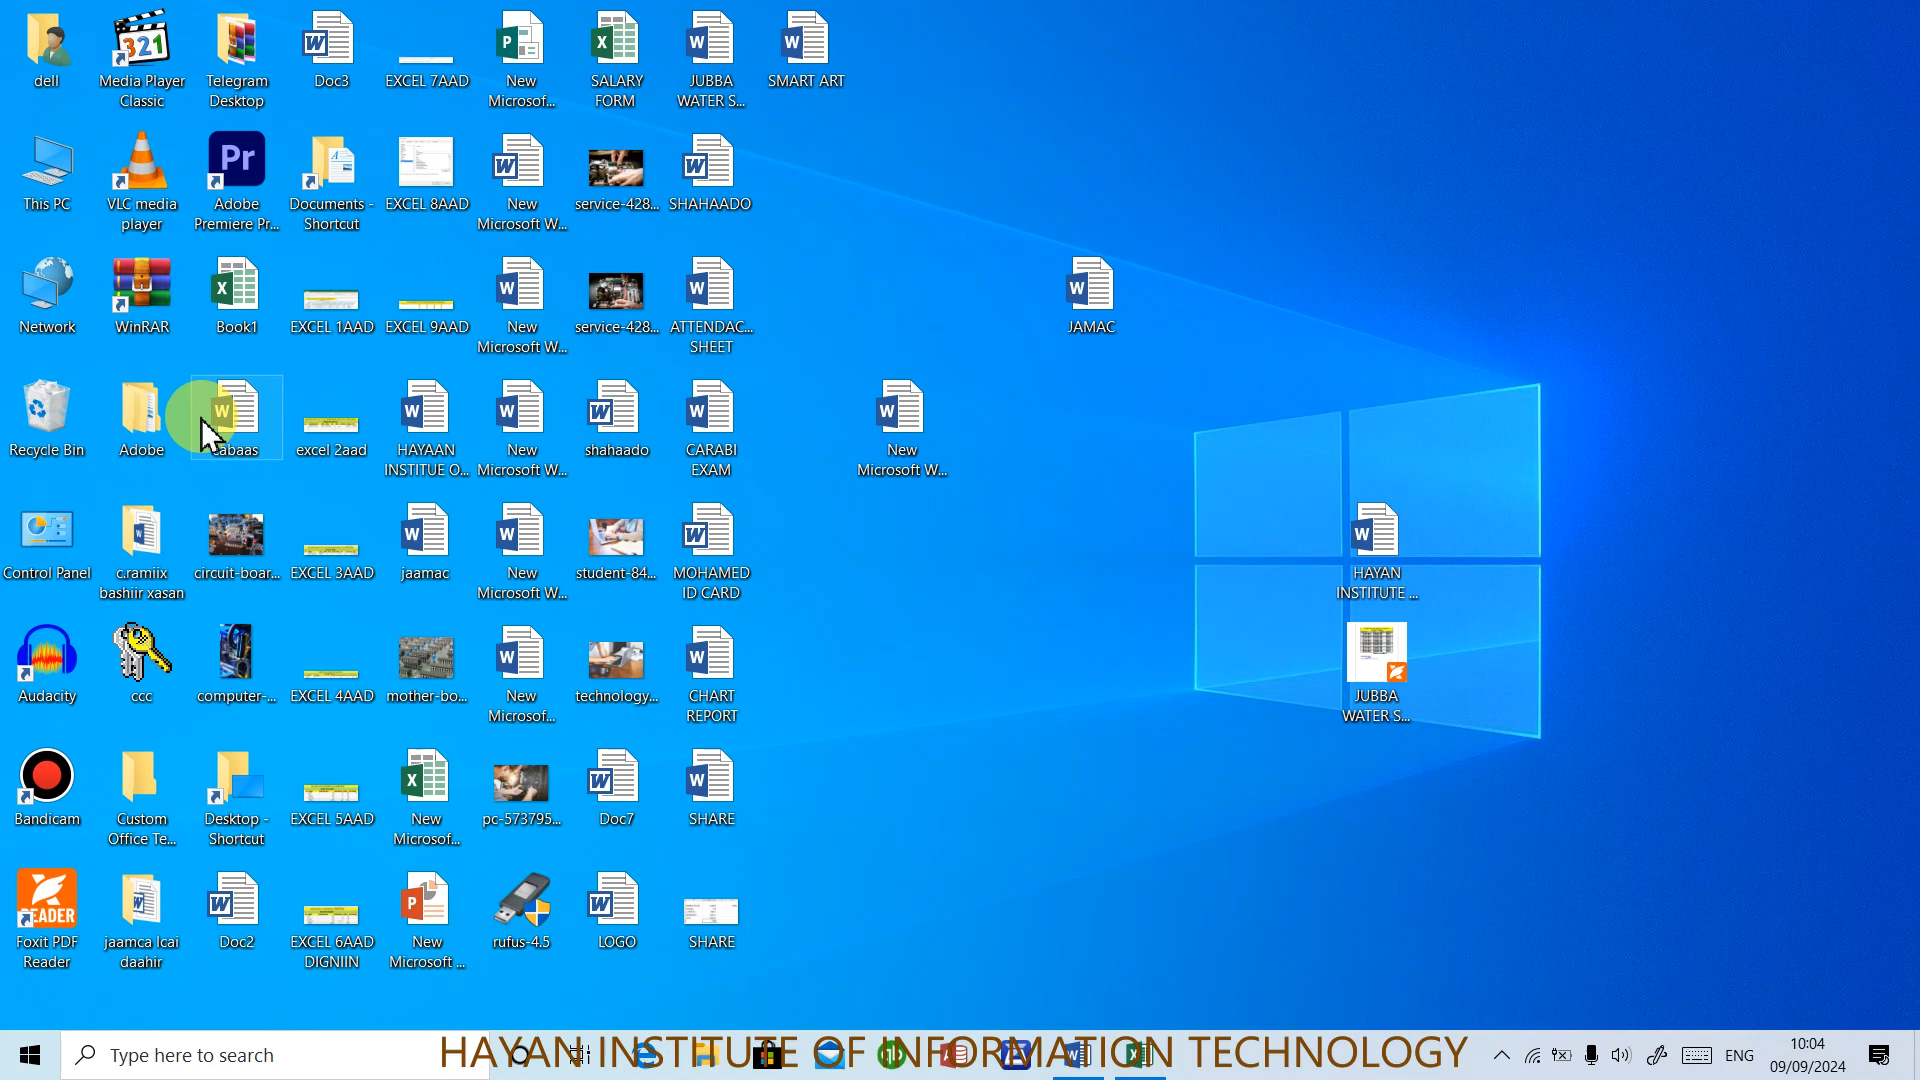 dell
Media Player
Classic
Telegram
Desktop
Doc3
EXCEL 7AAD
New
Microsof...
SALARY
FORM
JUBBA
WATER S...
SMART ART
This PC
VLC media
player
Adobe
Premiere Pr...
Documents -
Shortcut
EXCEL 8AAD
New
Microsoft W...
service-428...
SHAHAADO
Network
WinRAR
Book1
EXCEL 1AAD
EXCEL 9AAD
New
Microsoft W...
service-428...
ATTENDAC...
SHEET
JAMAC
Recycle Bin
Adobe
excel 2aad
HAYAAN
INSTITUE O...
New
Microsoft W...
shahaado
CARABI
EXAM
New
Microsoft W...
Control Panel
c.ramiix
bashiir xasan
circuit-boar...
EXCEL 3AAD
jaamac
New
Microsoft W...
student-84...
MOHAMED
ID CARD
HAYAN
INSTITUTE ...
Audacity
ccc
computer-...
EXCEL 4AAD
mother-bo...
New
Microsof...
technology...
CHART
REPORT
JUBBA
WATER S...
Bandicam
Custom
Office Te...
Desktop -
Shortcut
EXCEL 5AAD
New
Microsof...
pc-573795...
Doc7
SHARE
Foxit PDF
Reader
jaamca lcai
daahir
Doc2
EXCEL 6AAD
DIGNIIN
New
Microsoft ...
rufus-4.5
LOGO
SHARE
Type here to search
HAYAN INSTITUTE OF INFORMATION TECHNOLOGY
ENG
10:04
09/09/2024